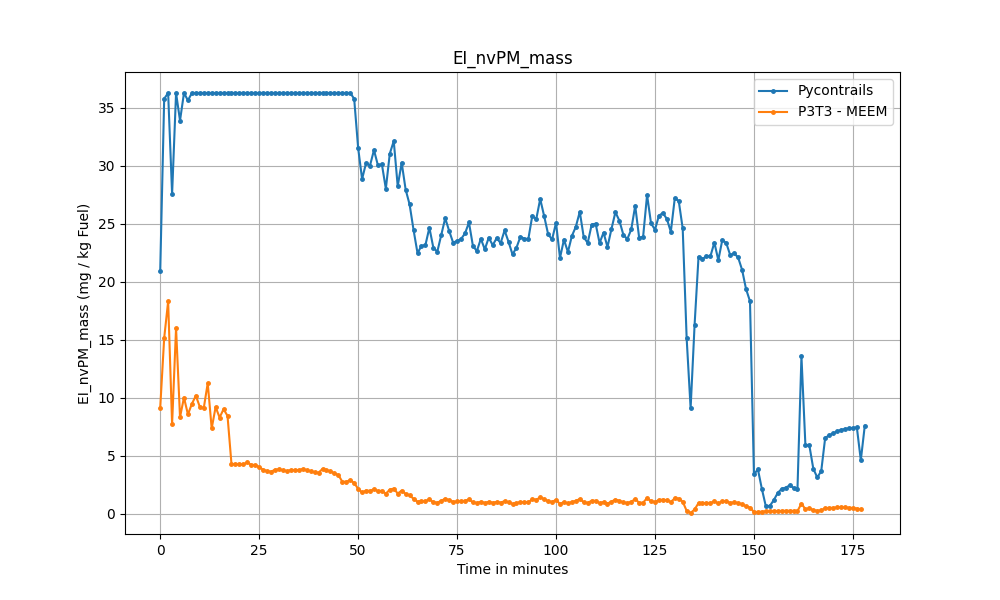 EI_nvPM_mass
Pycontrails
P3T3 - MEEM
EI_nvPM_mass (mg / kg Fuel)
35
30
25
20
15
10
5
0
0 25 50 75 100 125 150 175
Time in minutes